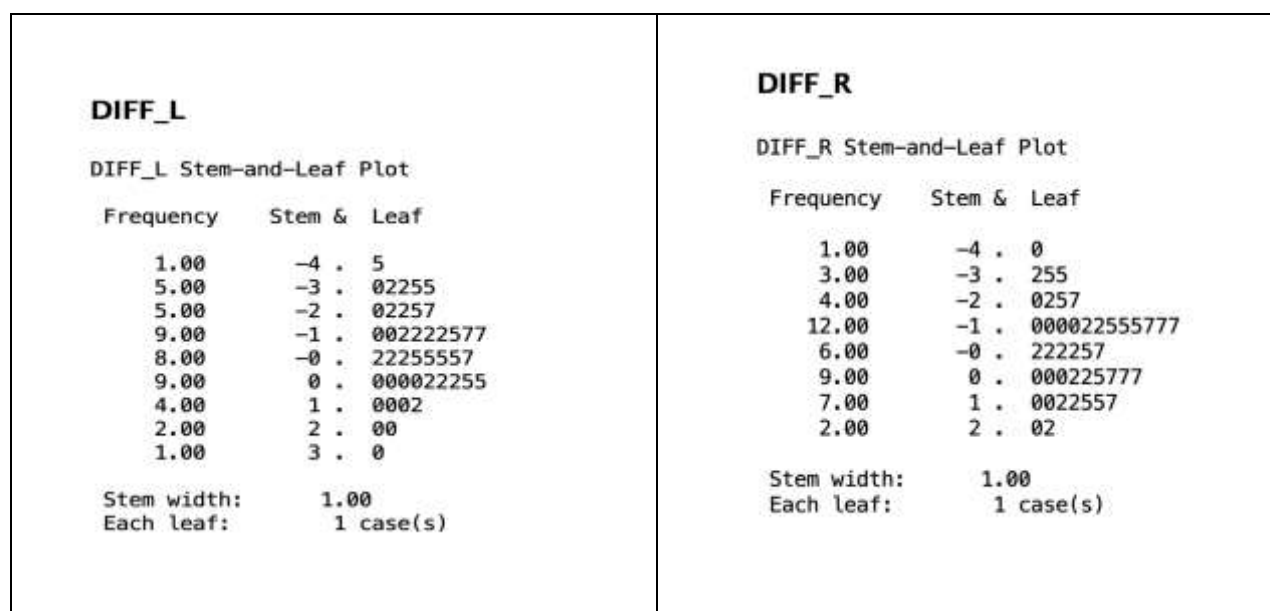 DIFF_L
DIFF_L Stem-and-Leaf Plot
Frequency Stem & Leaf
1.00 -4 . 5
5.00 -3 . 02255
5.00 -2 . 02257
9.00 -1 . 002222577
8.00 -0 . 22255557
9.00 0 . 000022255
4.00 1 . 0002
2.00 2 . 00
1.00 3 . 0
Stem width: 1.00
Each leaf: 1 case(s)
DIFF_R
DIFF_R Stem-and-Leaf Plot
Frequency Stem & Leaf
1.00 -4 . 0
3.00 -3 . 255
4.00 -2 . 0257
12.00 -1 . 000022555777
6.00 -0 . 222257
9.00 0 . 000225777
7.00 1 . 0022557
2.00 2 . 02
Stem width: 1.00
Each leaf: 1 case(s)